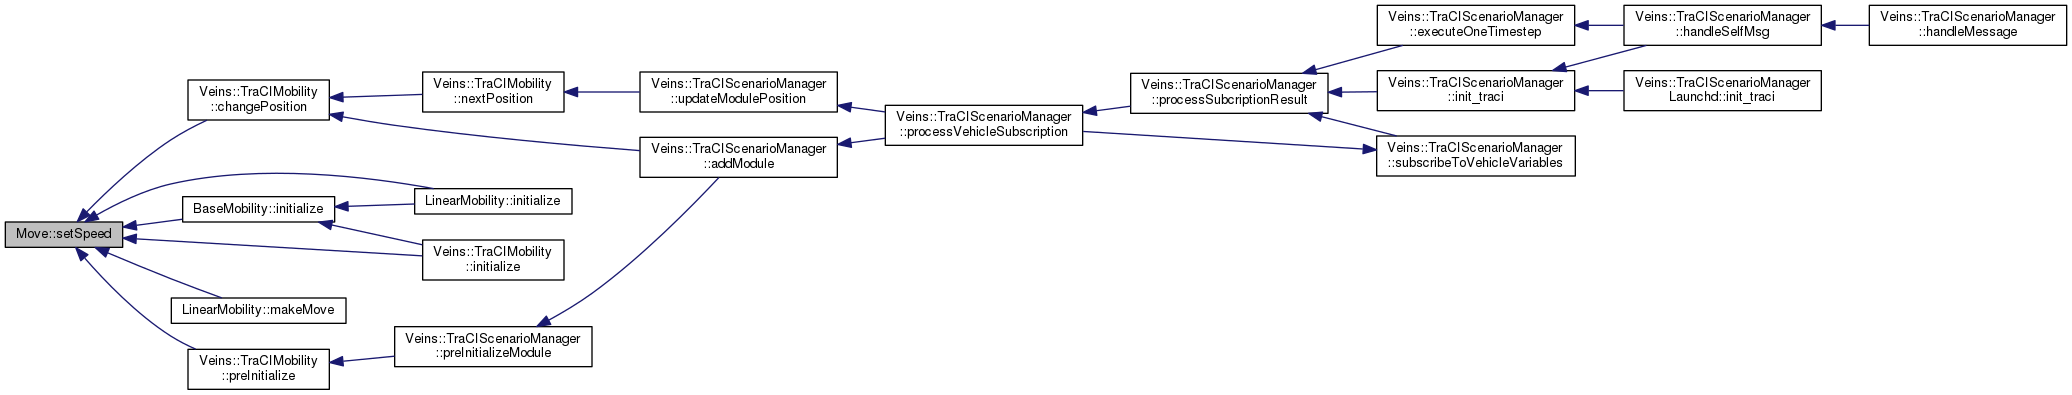 Move::setSpeed
Veins::TraCIMobility
::changePosition
BaseMobility::initialize
LinearMobility::makeMove
Veins::TraCIMobility
::preInitialize
Veins::TraCIMobility
::nextPosition
LinearMobility::initialize
Veins::TraCIMobility
::initialize
Veins::TraCIScenarioManager
::preInitializeModule
Veins::TraCIScenarioManager
::updateModulePosition
Veins::TraCIScenarioManager
::addModule
Veins::TraCIScenarioManager
::processVehicleSubscription
Veins::TraCIScenarioManager
::processSubcriptionResult
Veins::TraCIScenarioManager
::executeOneTimestep
Veins::TraCIScenarioManager
::init_traci
Veins::TraCIScenarioManager
::subscribeToVehicleVariables
Veins::TraCIScenarioManager
::handleSelfMsg
Veins::TraCIScenarioManager
Launchd::init_traci
Veins::TraCIScenarioManager
::handleMessage